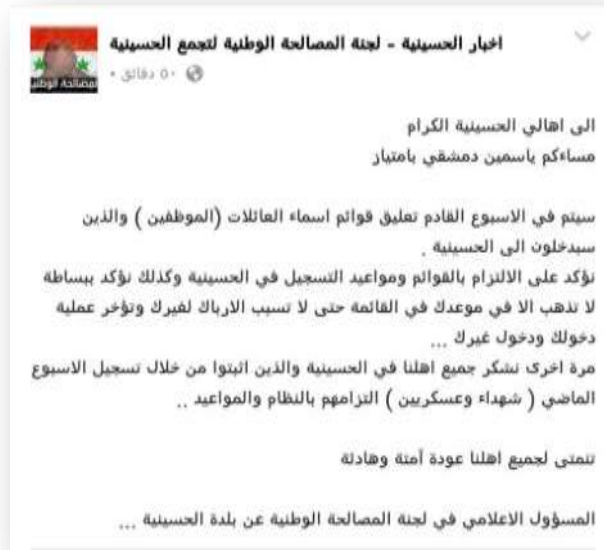 اخبار الحسينية - لجنة المصالحة الوطنية لتجمع الحسينية
٥٠ دقائق •
الى اهالي الحسينية الكرام
مساءكم ياسمين دمشقي بامتياز
سيتم في الاسبوع القادم تعليق قوائم اسماء العائلات (الموظفين ) والذين
سيدخلون الى الحسينية .
نؤكد على الالتزام بالقوائم ومواعيد التسجيل في الحسينية وكذلك نؤكد ببساطة
لا تذهب الا في موعدك في القائمة حتى لا تسبب الارباك لغيرك وتؤخر عملية
دخولك ودخول غيرك ...
مرة اخرى نشكر جميع اهلنا في الحسينية والذين اثبتوا من خلال تسجيل الاسبوع
الماضي ( شهداء وعسكريين ) التزامهم بالنظام والمواعيد ..
نتمنى لجميع اهلنا عودة آمنة وهادئة
المسؤول الاعلامي في لجنة المصالحة الوطنية عن بلدة الحسينية ...